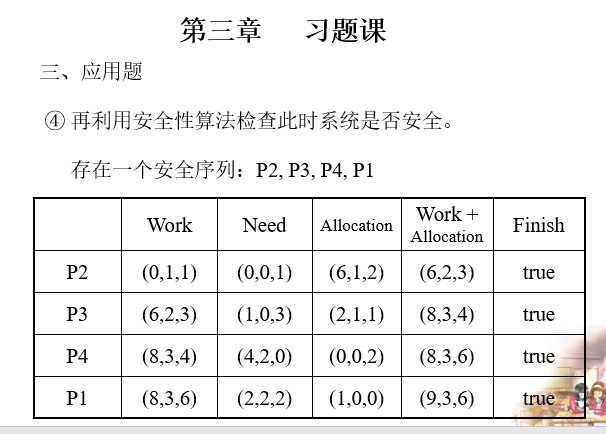 第三章 习题课
三、应用题
④ 再利用安全性算法检查此时系统是否安全。
存在一个安全序列：P2, P3, P4, P1
Work Need Allocation Work + Allocation Finish
P2 (0,1,1) (0,0,1) (6,1,2) (6,2,3) true
P3 (6,2,3) (1,0,3) (2,1,1) (8,3,4) true
P4 (8,3,4) (4,2,0) (0,0,2) (8,3,6) true
P1 (8,3,6) (2,2,2) (1,0,0) (9,3,6) true